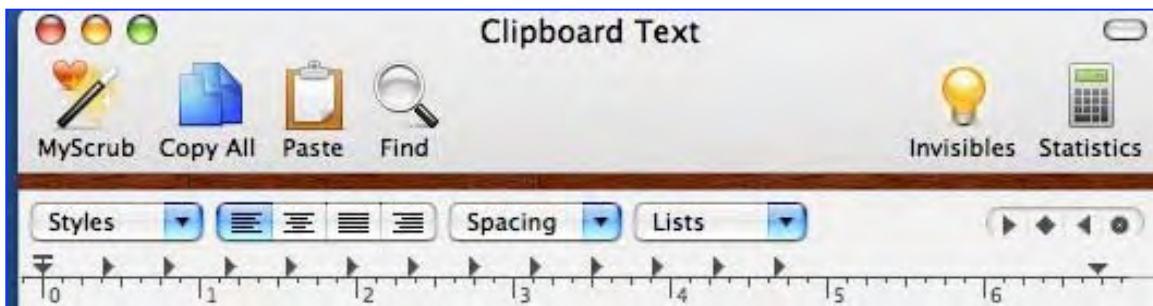 Clipboard Text
MyScrub Copy All Paste Find Invisibles Statistics
Styles Spacing Lists
0 1 2 3 4 5 6